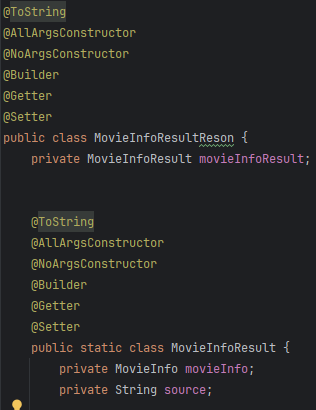 @ToString
@AllArgsConstructor
@NoArgsConstructor
@Builder
@Getter
@Setter
public class MovieInfoResultReson {
private MovieInfoResult movieInfoResult;
@ToString
@AllArgsConstructor
@NoArgsConstructor
@Builder
@Getter
@Setter
public static class MovieInfoResult {
private MovieInfo movieInfo;
private String source;